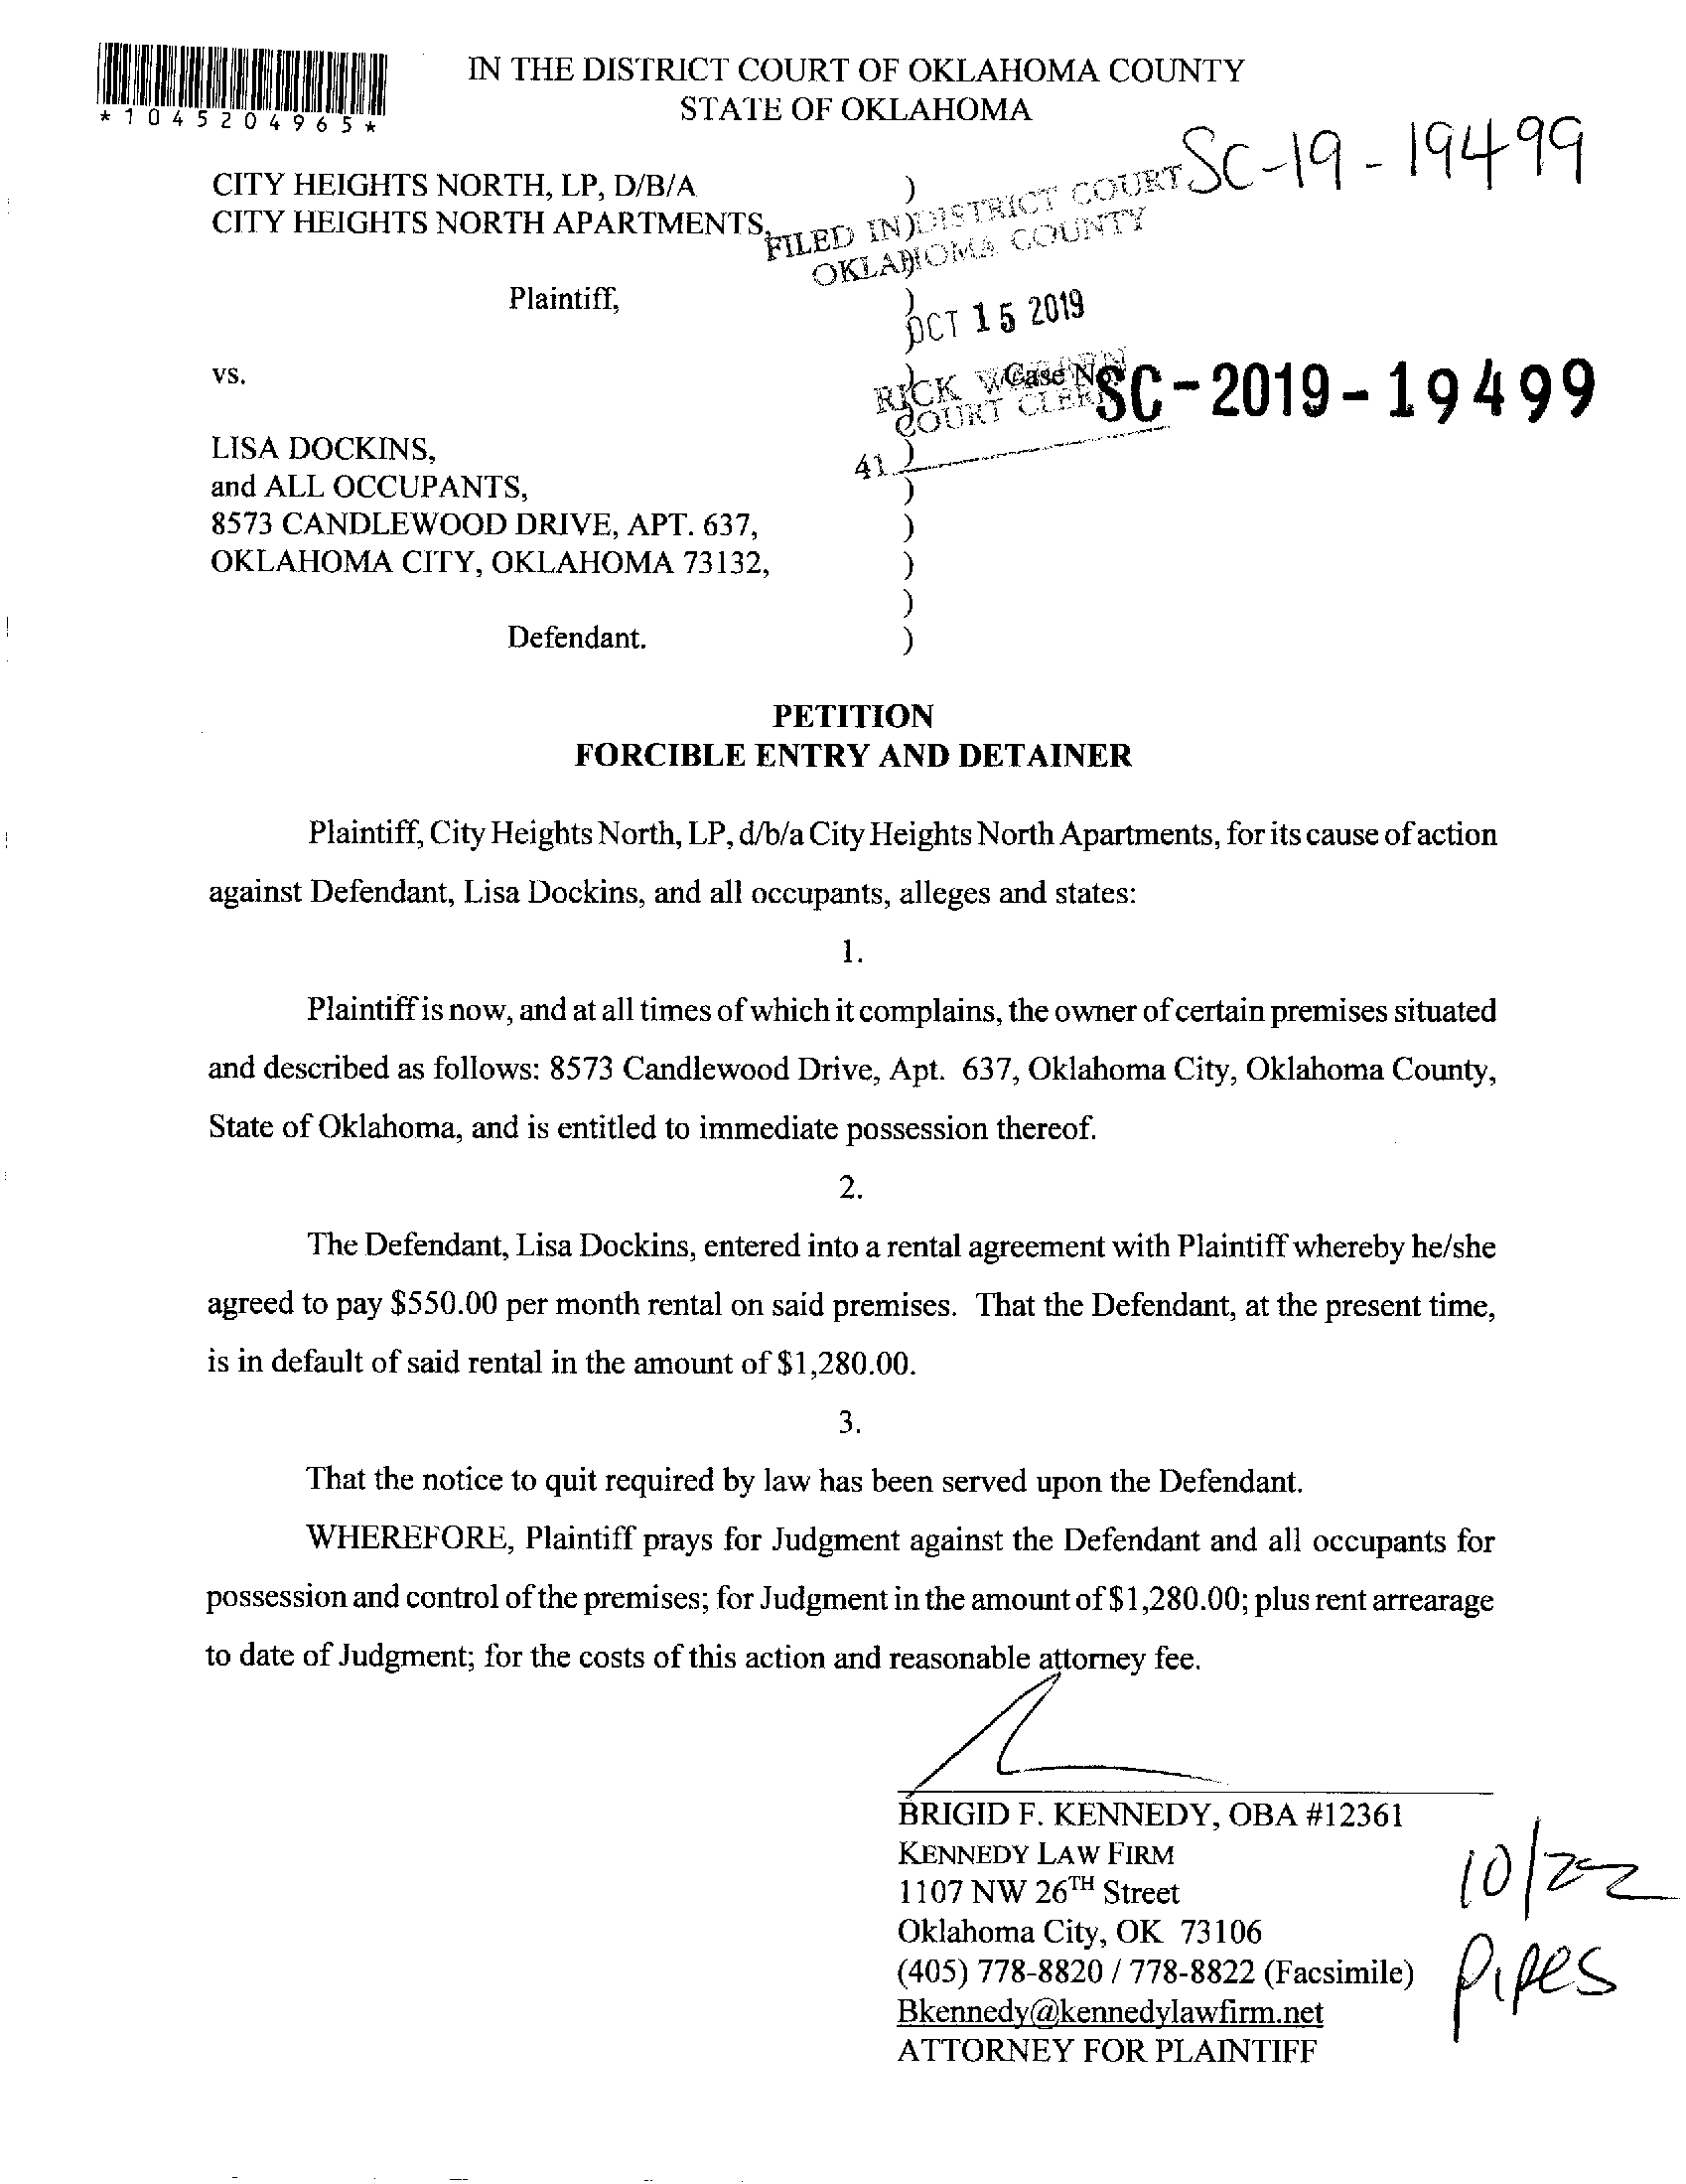 IN THE DISTRICT COURT OF OKLAHOMA COUNTY
STATE OF OKLAHOMA
*1045204965*
SC-19-19499
CITY HEIGHTS NORTH, LP, D/B/A )
CITY HEIGHTS NORTH APARTMENTS, )
FILED IN DISTRICT COURT
OKLAHOMA COUNTY
Plaintiff, )
OCT 15 2019
vs. ) Case No.
SC-2019-19499
RICK
COURT CLERK
41
LISA DOCKINS, )
and ALL OCCUPANTS, )
8573 CANDLEWOOD DRIVE, APT. 637, )
OKLAHOMA CITY, OKLAHOMA 73132, )
)
Defendant. )
PETITION
FORCIBLE ENTRY AND DETAINER
Plaintiff, City Heights North, LP, d/b/a City Heights North Apartments, for its cause of action
against Defendant, Lisa Dockins, and all occupants, alleges and states:
1.
Plaintiff is now, and at all times of which it complains, the owner of certain premises situated
and described as follows: 8573 Candlewood Drive, Apt. 637, Oklahoma City, Oklahoma County,
State of Oklahoma, and is entitled to immediate possession thereof.
2.
The Defendant, Lisa Dockins, entered into a rental agreement with Plaintiff whereby he/she
agreed to pay $550.00 per month rental on said premises. That the Defendant, at the present time,
is in default of said rental in the amount of $1,280.00.
3.
That the notice to quit required by law has been served upon the Defendant.
WHEREFORE, Plaintiff prays for Judgment against the Defendant and all occupants for
possession and control of the premises; for Judgment in the amount of $1,280.00; plus rent arrearage
to date of Judgment; for the costs of this action and reasonable attorney fee.
BRIGID F. KENNEDY, OBA #12361
KENNEDY LAW FIRM
1107 NW 26TH Street
Oklahoma City, OK 73106
(405) 778-8820 / 778-8822 (Facsimile)
Bkennedy@kennedylawfirm.net
ATTORNEY FOR PLAINTIFF
10/22
Pipes